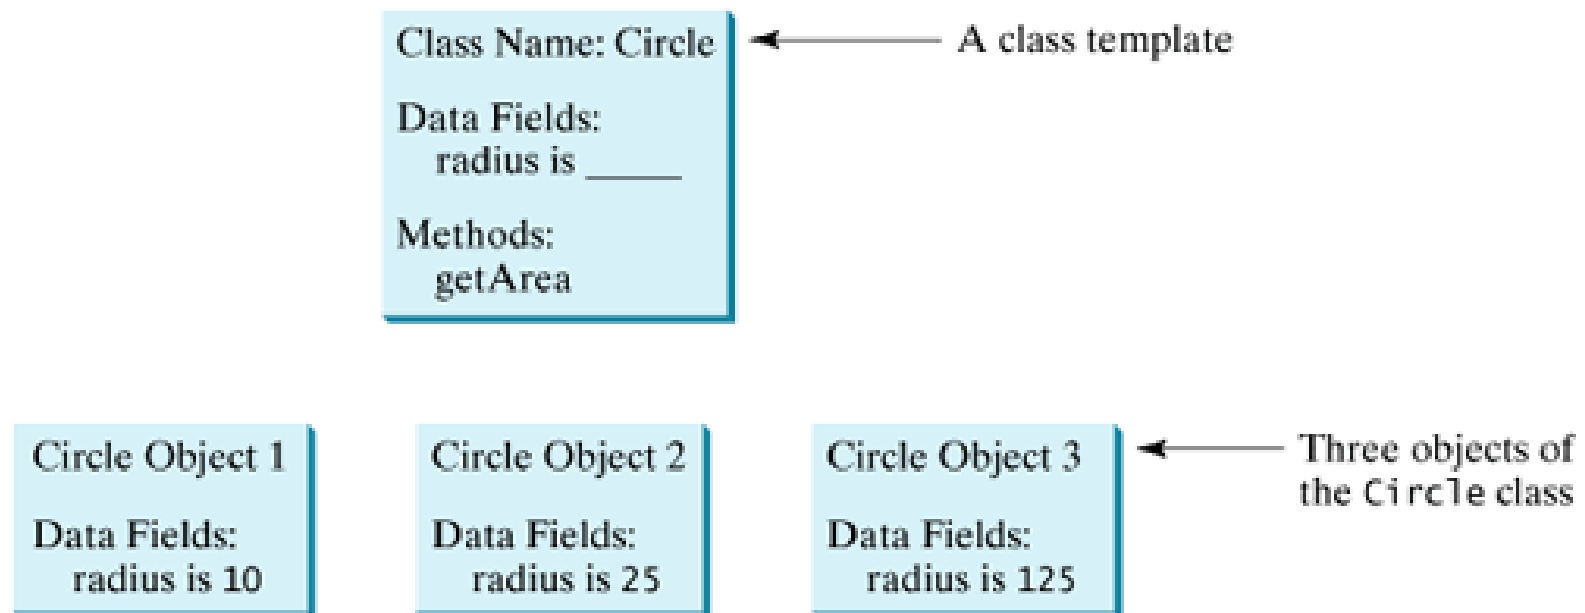 Class Name: Circle
A class template
Data Fields:
radius is _____
Methods:
getArea
Circle Object 1
Data Fields:
radius is 10
Circle Object 2
Data Fields:
radius is 25
Circle Object 3
Data Fields:
radius is 125
Three objects of
the Circle class